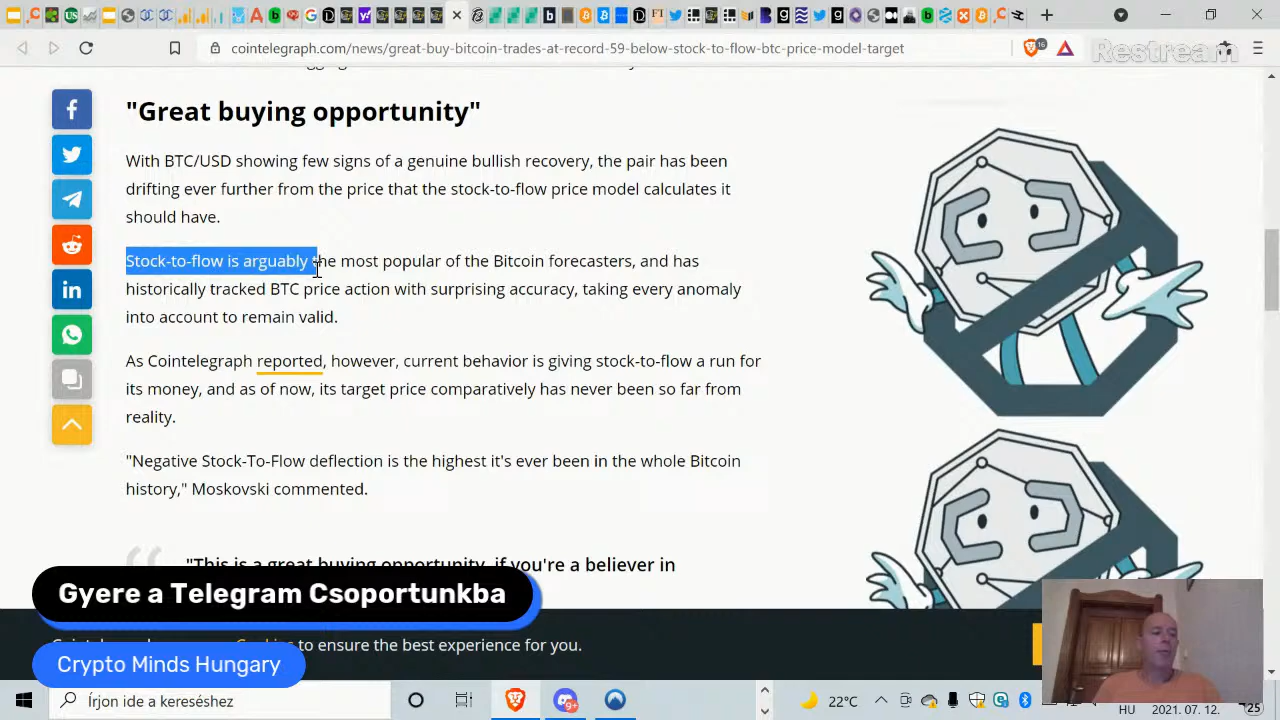 cointelegraph.com/news/great-buy-bitcoin-trades-at-record-59-below-stock-to-flow-btc-price-model-target
16
Restream
"Great buying opportunity"
With BTC/USD showing few signs of a genuine bullish recovery, the pair has been
drifting ever further from the price that the stock-to-flow price model calculates it
should have.
Stock-to-flow is arguably the most popular of the Bitcoin forecasters, and has
historically tracked BTC price action with surprising accuracy, taking every anomaly
into account to remain valid.
As Cointelegraph reported, however, current behavior is giving stock-to-flow a run for
its money, and as of now, its target price comparatively has never been so far from
reality.
"Negative Stock-To-Flow deflection is the highest it's ever been in the whole Bitcoin
history," Moskovski commented.
"This is a great buying opportunity, if you're a believer in
Gyere a Telegram Csoportunkba
to ensure the best experience for you.
Crypto Minds Hungary
Írjon ide a kereséshez
9+
22°C
HU
2021. 07. 12.
25